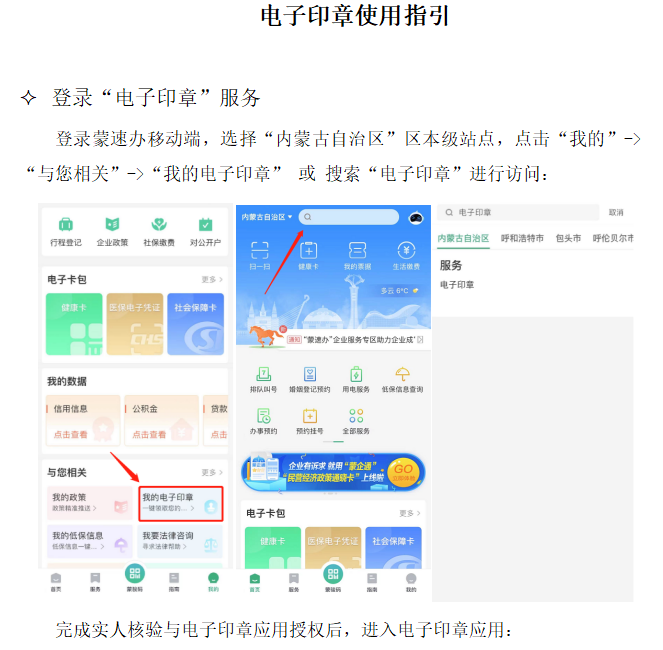 电子印章使用指引
✧ 登录“电子印章”服务
登录蒙速办移动端，选择“内蒙古自治区”区本级站点，点击“我的”->
“与您相关”->“我的电子印章” 或 搜索“电子印章”进行访问：
行程登记 企业政策 社保缴费 对公开户
电子卡包 更多 >
健康卡 医保电子凭证 社会保障卡
CHS
我的数据
信用信息 公积金 贷款
点击查看 点击查看 点击
与您相关 更多 >
我的政策 我的电子印章
政策精准推送 > 一键领取您的... >
我的低保信息 我要法律咨询
低保信息一键... > 寻求法律帮助 >
首页 服务 蒙速码 指南 我的
内蒙古自治区
扫一扫 健康卡 我的票据 生活缴费
多云 6°C
通知 “蒙速办”企业服务专区助力企业成
排队叫号 婚姻登记预约 用电服务 低保信息查询
办事预约 预约挂号 全部服务
企业有诉求 就用“蒙企通”
“民营经济政策通晓卡”上线啦
GO
立即体验
电子卡包 更多 >
健康卡 医保电子凭证 社会保障卡
首页 服务 蒙速码 指南 我的
电子印章 取消
内蒙古自治区 呼和浩特市 包头市 呼伦贝尔市
服务
电子印章
完成实人核验与电子印章应用授权后，进入电子印章应用：